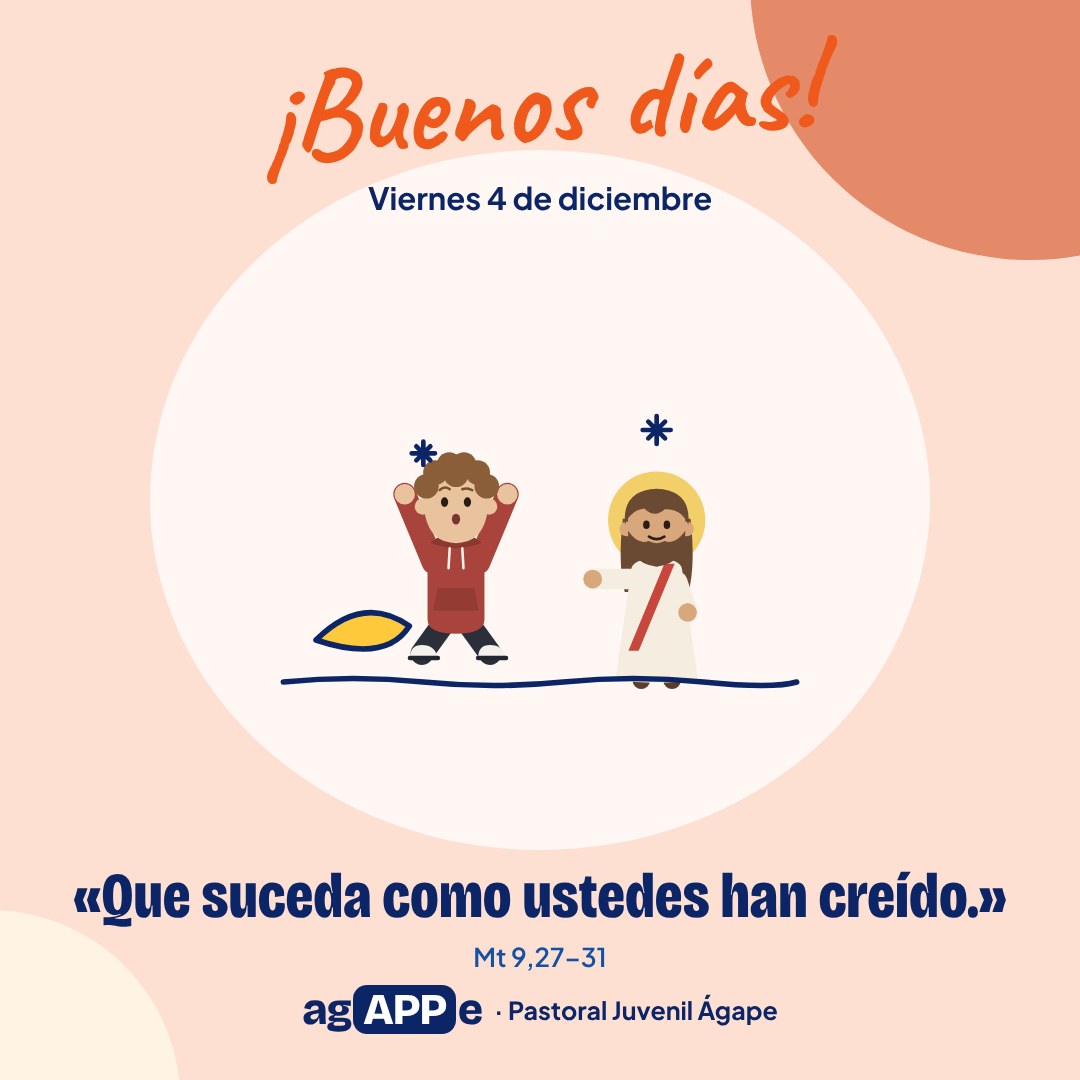 ¡Buenos días!
Viernes 4 de diciembre
«Que suceda como ustedes han creído.»
Mt 9,27–31
agAPPe · Pastoral Juvenil Ágape